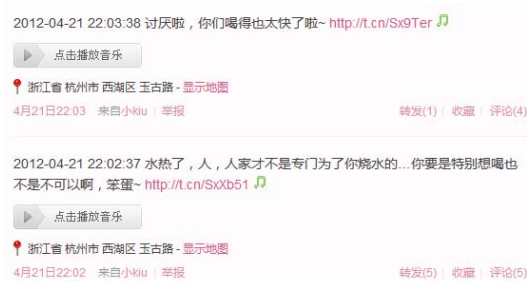 2012-04-21 22:03:38 讨厌啦，你们喝得也太快了啦~ http://t.cn/Sx9Ter
点击播放音乐
浙江省 杭州市 西湖区 玉古路 - 显示地图
4月21日22:03 来自小kiu 举报 转发(1) 收藏 评论(4)
2012-04-21 22:02:37 水热了，人，人家才不是专门为了你烧水的...你要是特别想喝也
不是不可以啊，笨蛋~ http://t.cn/SxXb51
点击播放音乐
浙江省 杭州市 西湖区 玉古路 - 显示地图
4月21日22:02 来自小kiu 举报 转发(5) 收藏 评论(5)